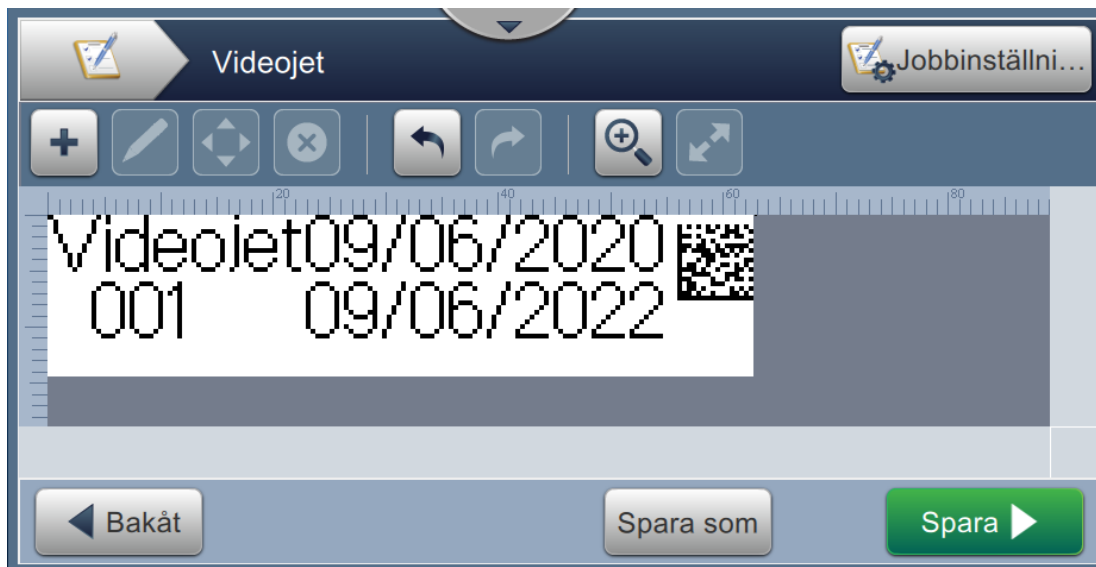 Videojet
Jobbinställni...
20 40 60 80
Videojet09/06/2020
001 09/06/2022
Bakåt
Spara som
Spara